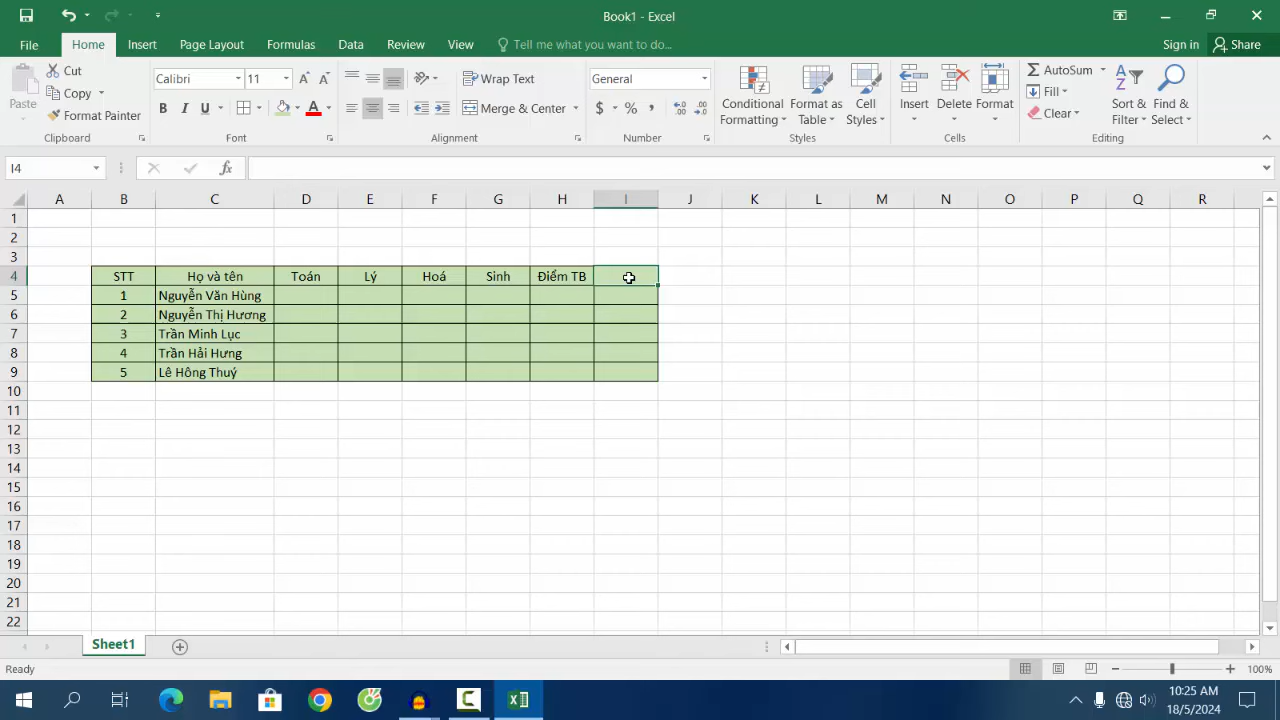 Book1 - Excel
File Home Insert Page Layout Formulas Data Review View Tell me what you want to do... Sign in Share
Paste Cut Copy Format Painter Clipboard
Calibri 11 B I U A Font
Wrap Text Merge & Center Alignment
General $ % , Number
Conditional Formatting Format as Table Cell Styles Styles
Insert Delete Format Cells
AutoSum Fill Clear Sort & Filter Find & Select Editing
I4 fx
A B C D E F G H I J K L M N O P Q R
1
2
3
4 STT Họ và tên Toán Lý Hoá Sinh Điểm TB
5 1 Nguyễn Văn Hùng
6 2 Nguyễn Thị Hương
7 3 Trần Minh Lục
8 4 Trần Hải Hưng
9 5 Lê Hông Thuý
10
11
12
13
14
15
16
17
18
19
20
21
22
Sheet1
Ready 100%
10:25 AM
18/5/2024